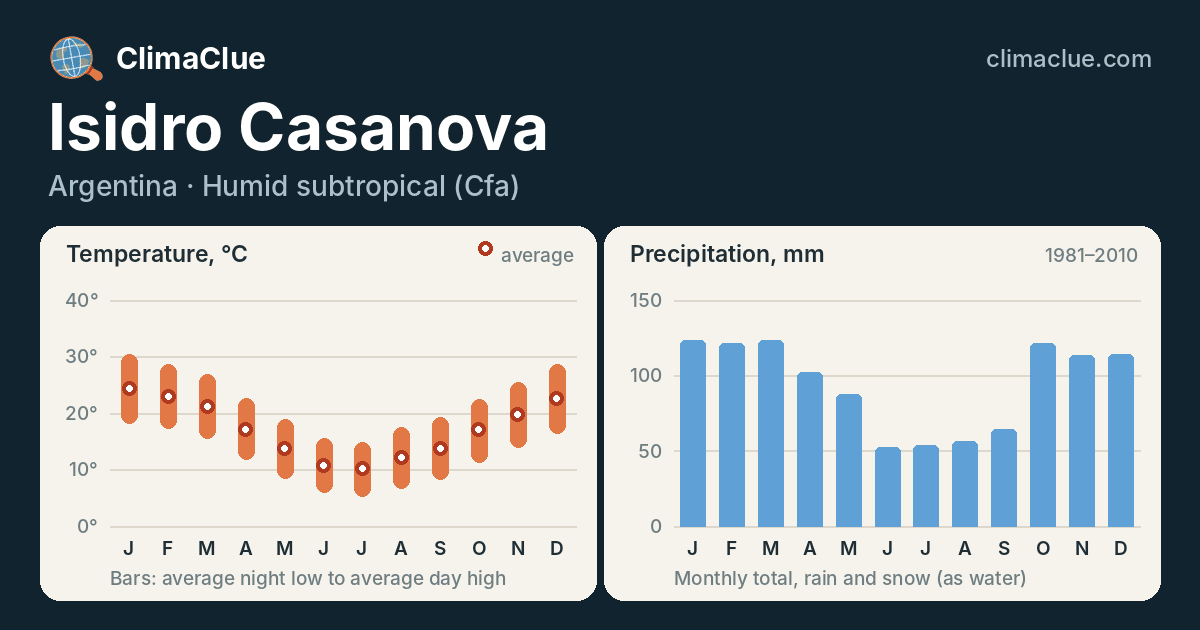 ClimaClue
climaclue.com
Isidro Casanova
Argentina · Humid subtropical (Cfa)
Temperature, °C
average
40°
30°
20°
10°
0°
J F M A M J J A S O N D
Bars: average night low to average day high
Precipitation, mm
1981–2010
150
100
50
0
J F M A M J J A S O N D
Monthly total, rain and snow (as water)